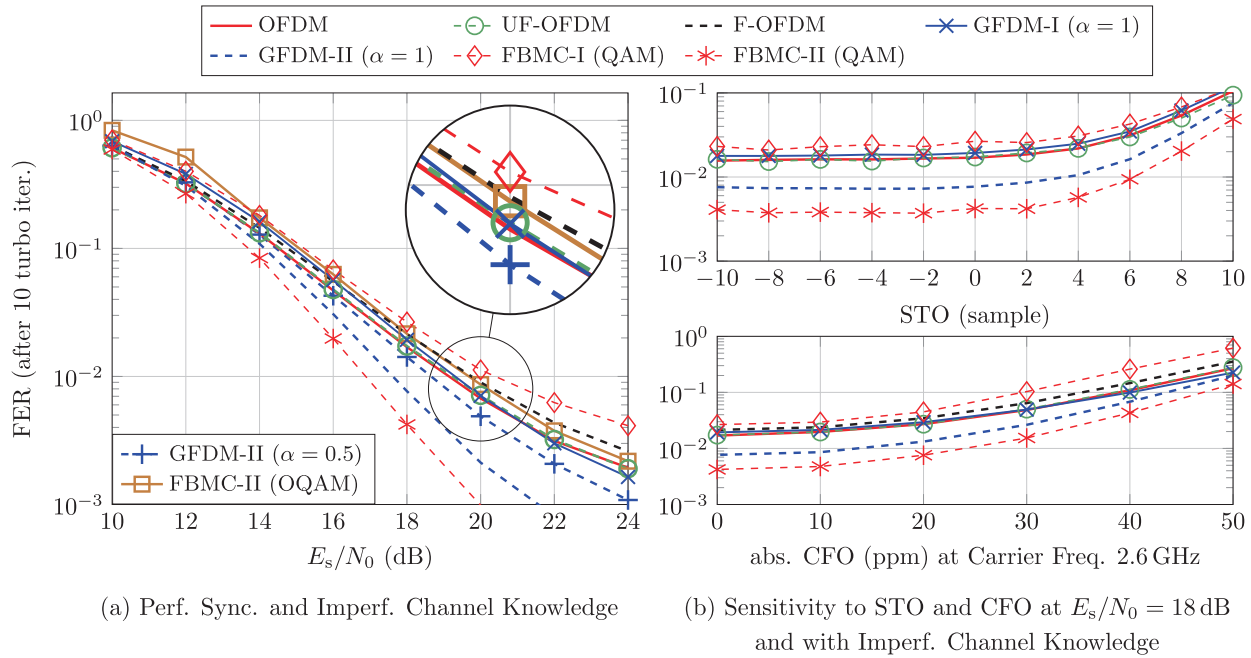 OFDM UF-OFDM F-OFDM GFDM-I (α = 1)
GFDM-II (α = 1) FBMC-I (QAM) FBMC-II (QAM)
10^0
10^−1
10^−2
10^−3
FER (after 10 turbo iter.)
GFDM-II (α = 0.5)
FBMC-II (OQAM)
10 12 14 16 18 20 22 24
E_s/N_0 (dB)
(a) Perf. Sync. and Imperf. Channel Knowledge
10^−1
10^−2
10^−3
−10 −8 −6 −4 −2 0 2 4 6 8 10
STO (sample)
10^0
10^−1
10^−2
10^−3
0 10 20 30 40 50
abs. CFO (ppm) at Carrier Freq. 2.6 GHz
(b) Sensitivity to STO and CFO at E_s/N_0 = 18 dB
and with Imperf. Channel Knowledge